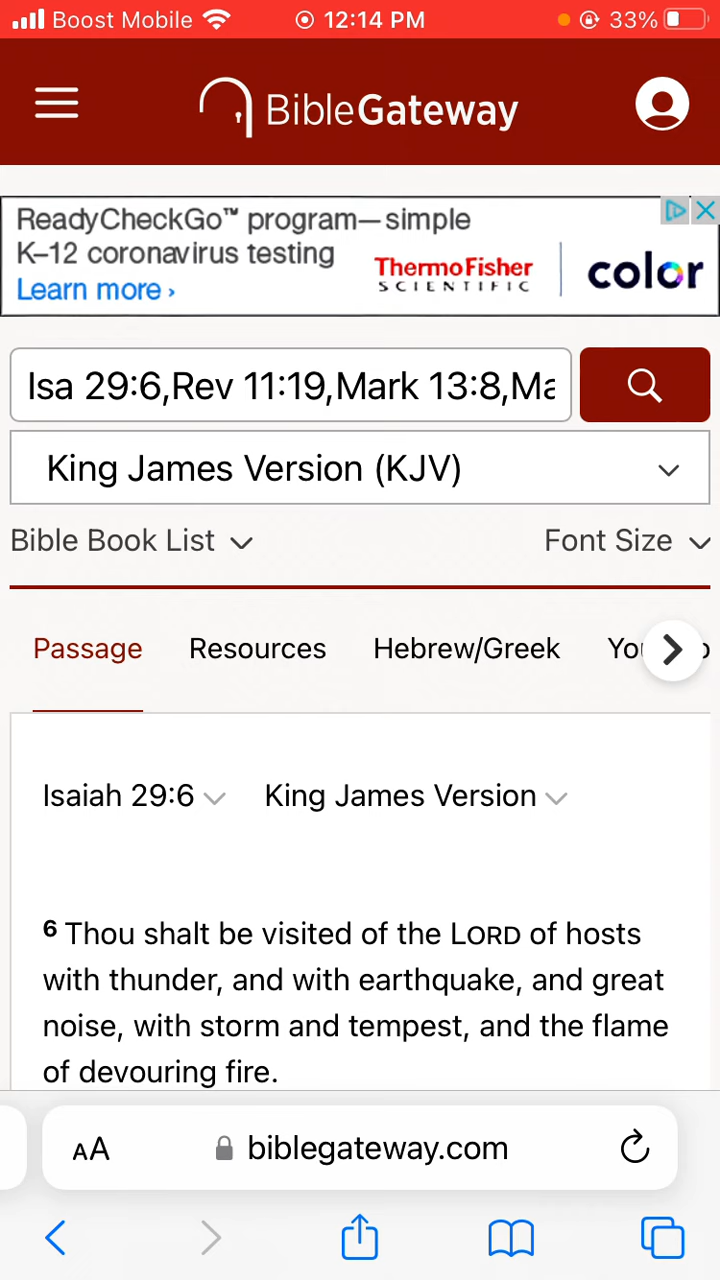 Boost Mobile 12:14 PM 33%
BibleGateway
ReadyCheckGo™ program—simple
K–12 coronavirus testing
Learn more ›
ThermoFisher
SCIENTIFIC
color
Isa 29:6,Rev 11:19,Mark 13:8,Ma
King James Version (KJV)
Bible Book List Font Size
Passage Resources Hebrew/Greek
Isaiah 29:6 King James Version
6 Thou shalt be visited of the LORD of hosts
with thunder, and with earthquake, and great
noise, with storm and tempest, and the flame
of devouring fire.
AA biblegateway.com